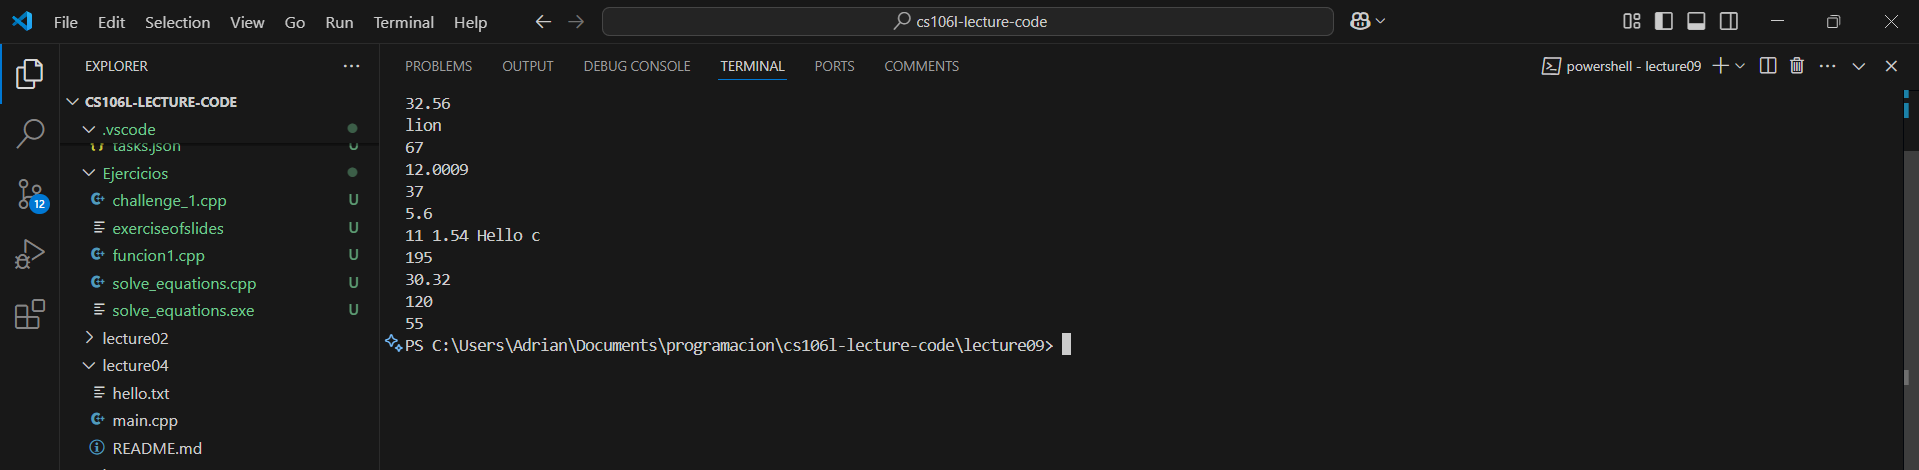 File Edit Selection View Go Run Terminal Help
cs106l-lecture-code
EXPLORER
CS106L-LECTURE-CODE
.vscode
tasks.json U
Ejercicios
challenge_1.cpp U
exerciseofslides U
funcion1.cpp U
solve_equations.cpp U
solve_equations.exe U
lecture02
lecture04
hello.txt
main.cpp
README.md
12
PROBLEMS OUTPUT DEBUG CONSOLE TERMINAL PORTS COMMENTS
powershell - lecture09
32.56
lion
67
12.0009
37
5.6
11 1.54 Hello c
195
30.32
120
55
PS C:\Users\Adrian\Documents\programacion\cs106l-lecture-code\lecture09>